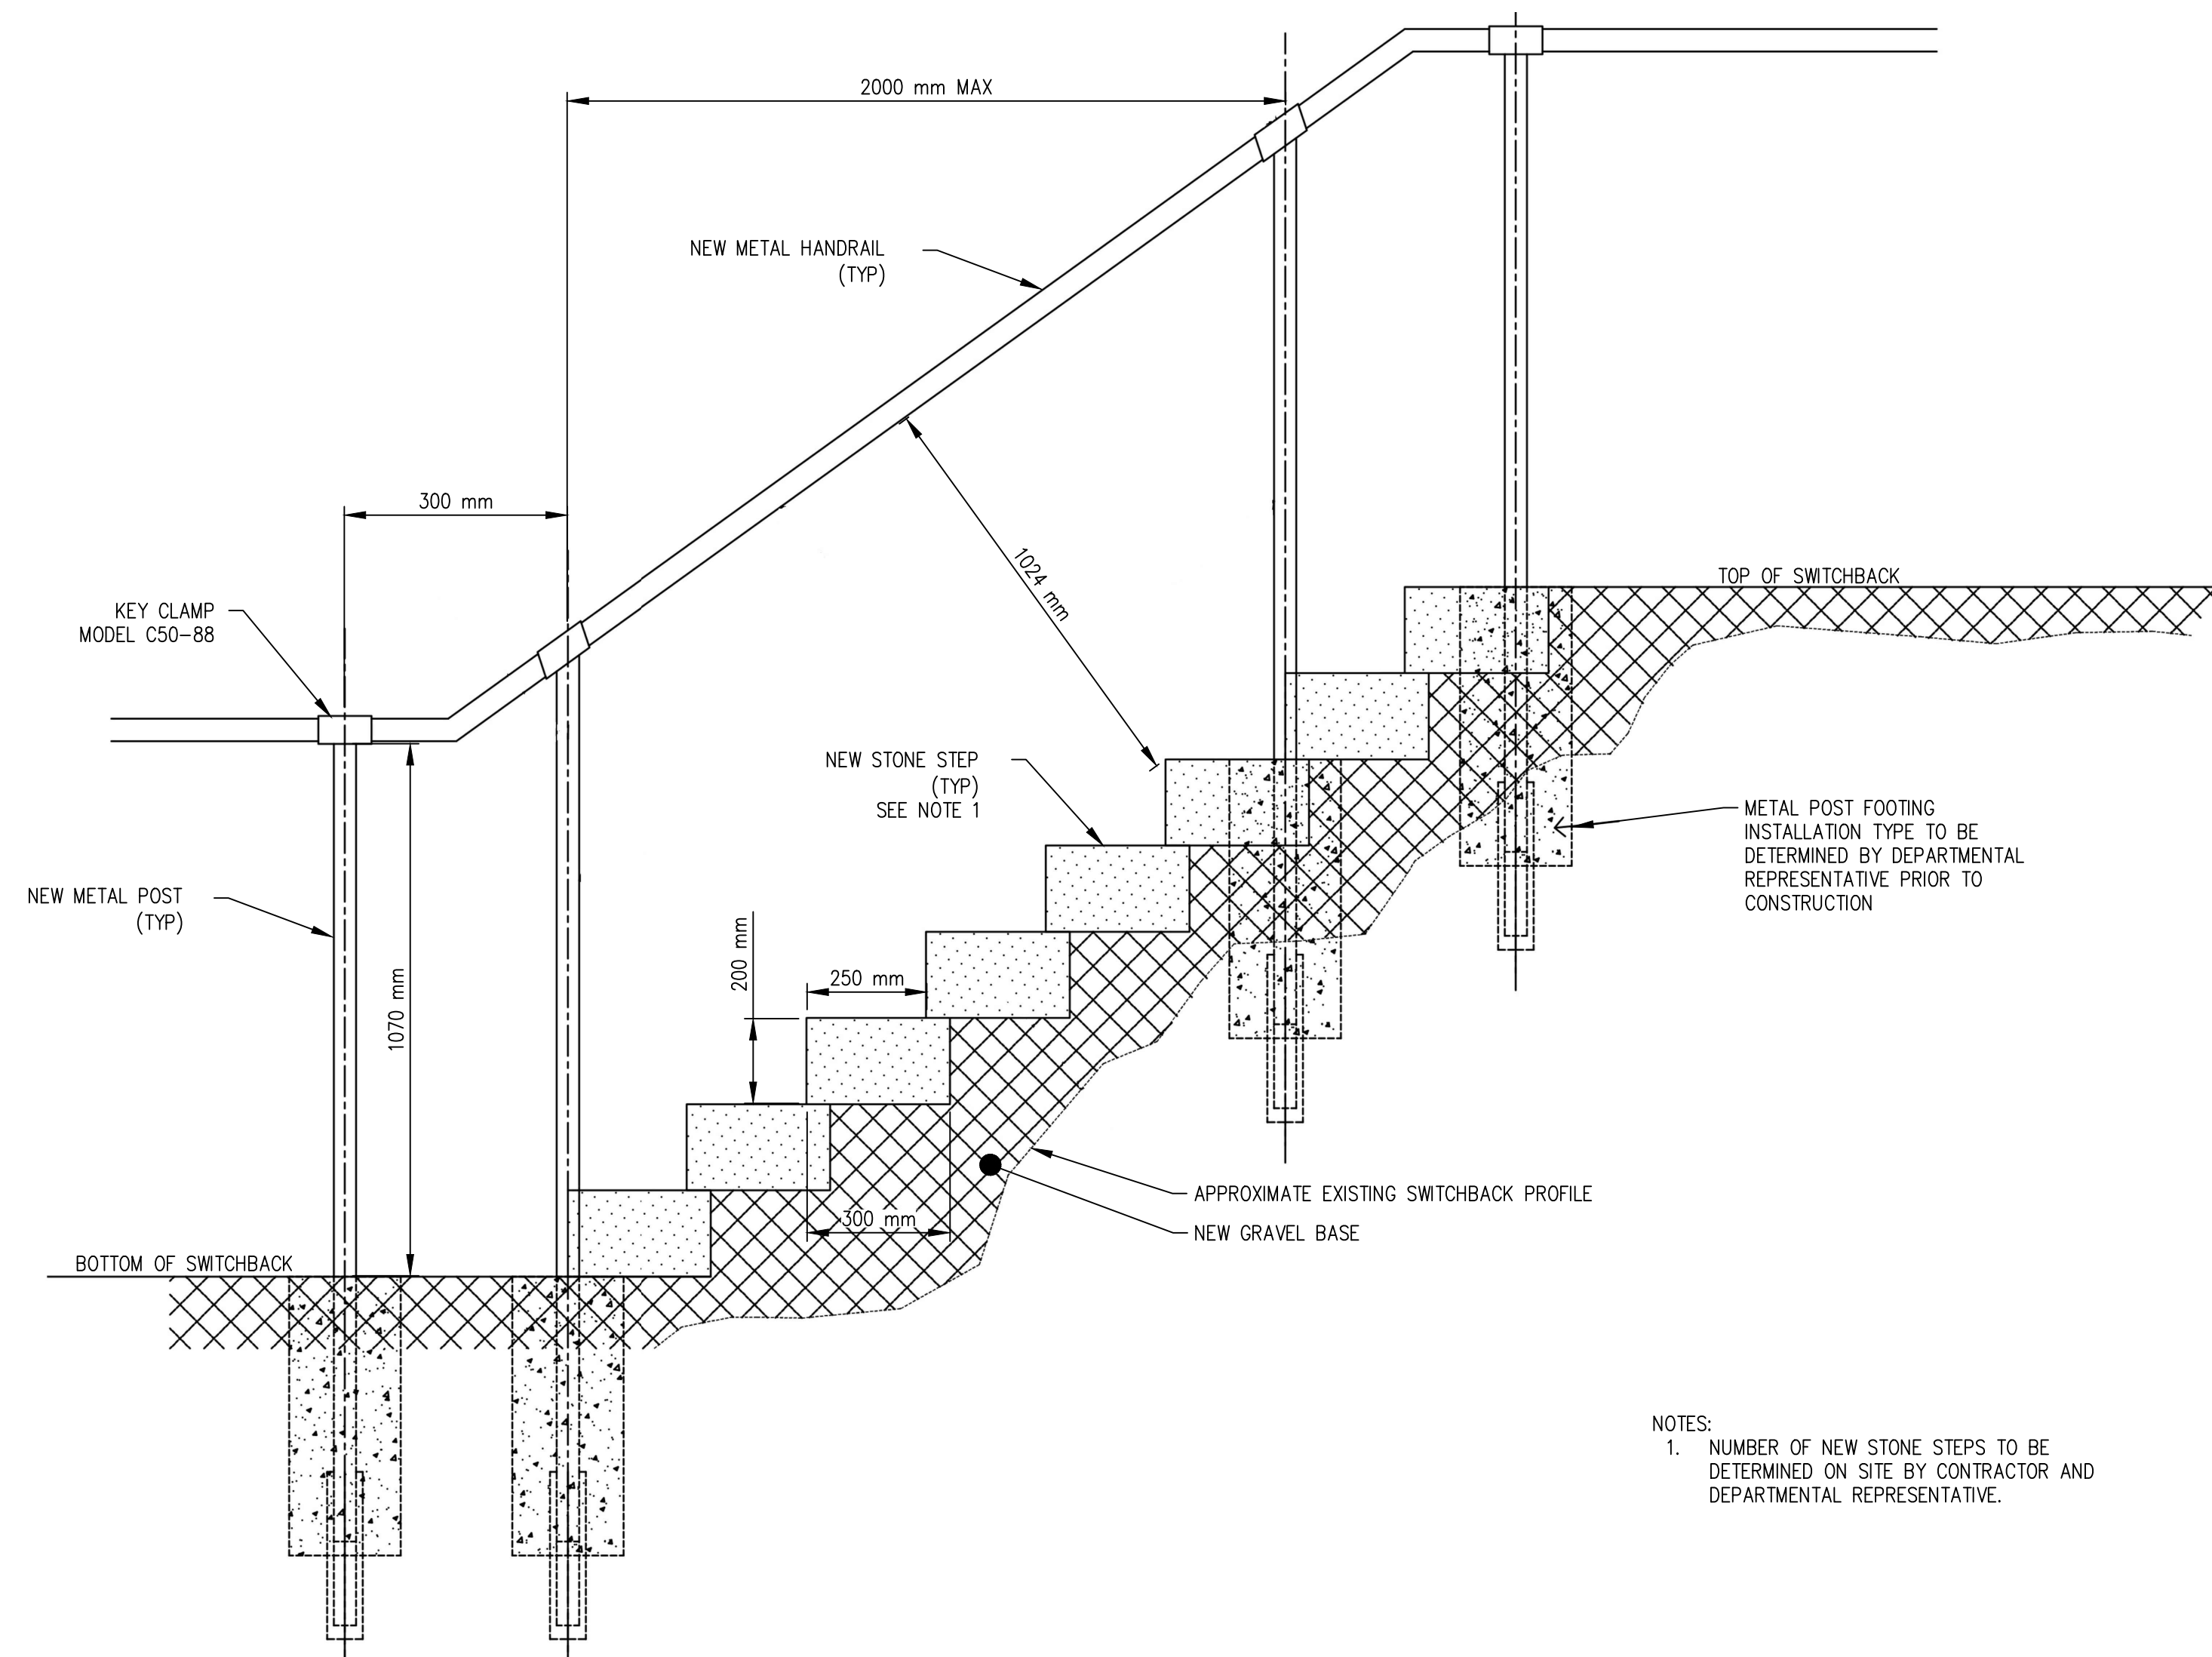 2000 mm MAX
NEW METAL HANDRAIL
(TYP)
300 mm
1024 mm
TOP OF SWITCHBACK
KEY CLAMP
MODEL C50-88
NEW STONE STEP
(TYP)
SEE NOTE 1
METAL POST FOOTING
INSTALLATION TYPE TO BE
DETERMINED BY DEPARTMENTAL
REPRESENTATIVE PRIOR TO
CONSTRUCTION
NEW METAL POST
(TYP)
1070 mm
200 mm
250 mm
300 mm
APPROXIMATE EXISTING SWITCHBACK PROFILE
NEW GRAVEL BASE
BOTTOM OF SWITCHBACK
NOTES:
1. NUMBER OF NEW STONE STEPS TO BE
DETERMINED ON SITE BY CONTRACTOR AND
DEPARTMENTAL REPRESENTATIVE.